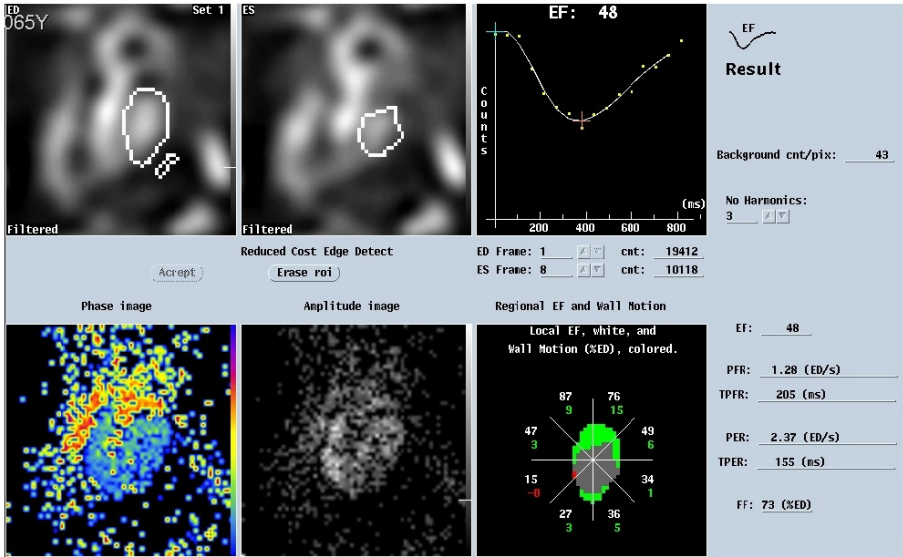 ED
Set 1
065Y
Filtered
ES
Filtered
EF: 48
Counts
(ms)
200 400 600 800
EF
Result
Background cnt/pix: 43
No Harmonics:
3
Reduced Cost Edge Detect
Accept
Erase roi
ED Frame: 1 cnt: 19412
ES Frame: 8 cnt: 10118
Phase image
Amplitude image
Regional EF and Wall Motion
Local EF, white, and
Wall Motion (%ED), colored.
87 76
9 15
47 49
3 6
15 34
-0 1
27 36
3 5
EF: 48
PFR: 1.28 (ED/s)
TPFR: 205 (ms)
PER: 2.37 (ED/s)
TPER: 155 (ms)
FF: 73 (%ED)